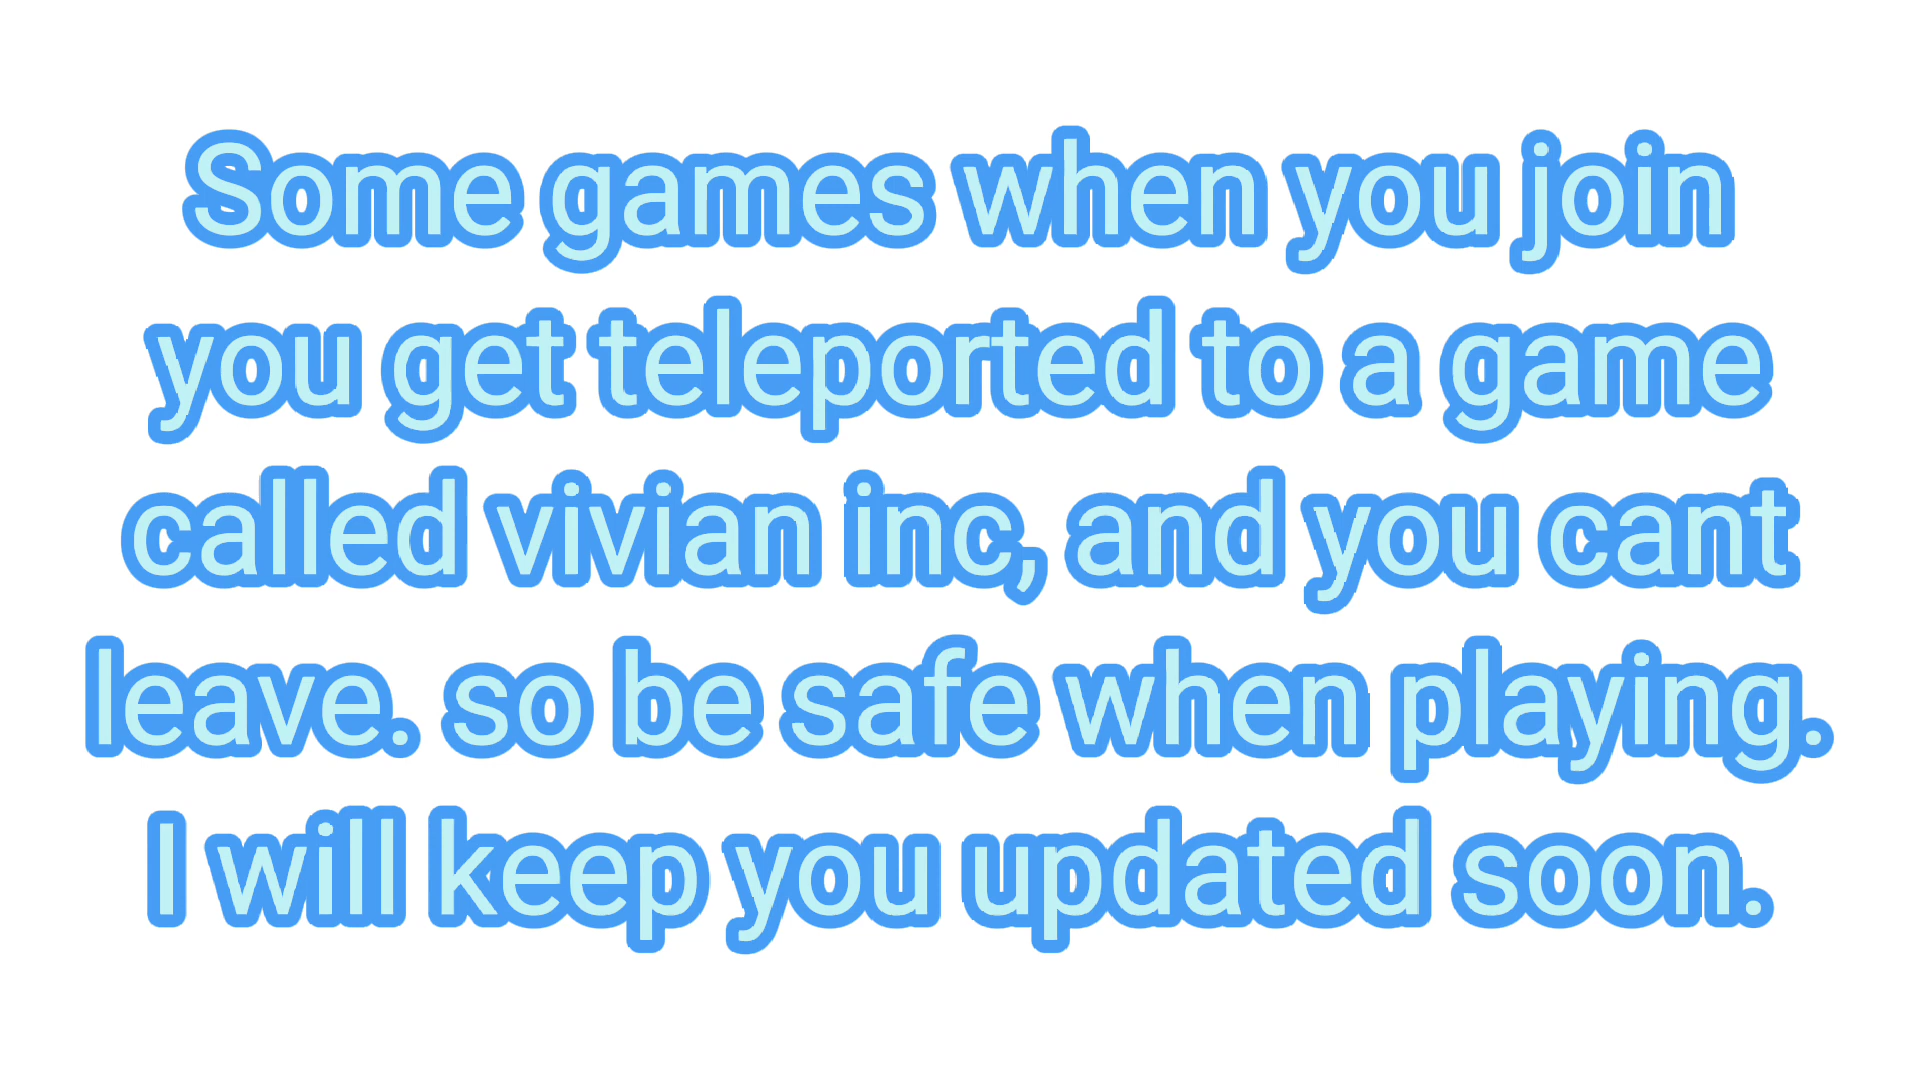 Some games when you join
you get teleported to a game
called vivian inc, and you cant
leave. so be safe when playing.
I will keep you updated soon.